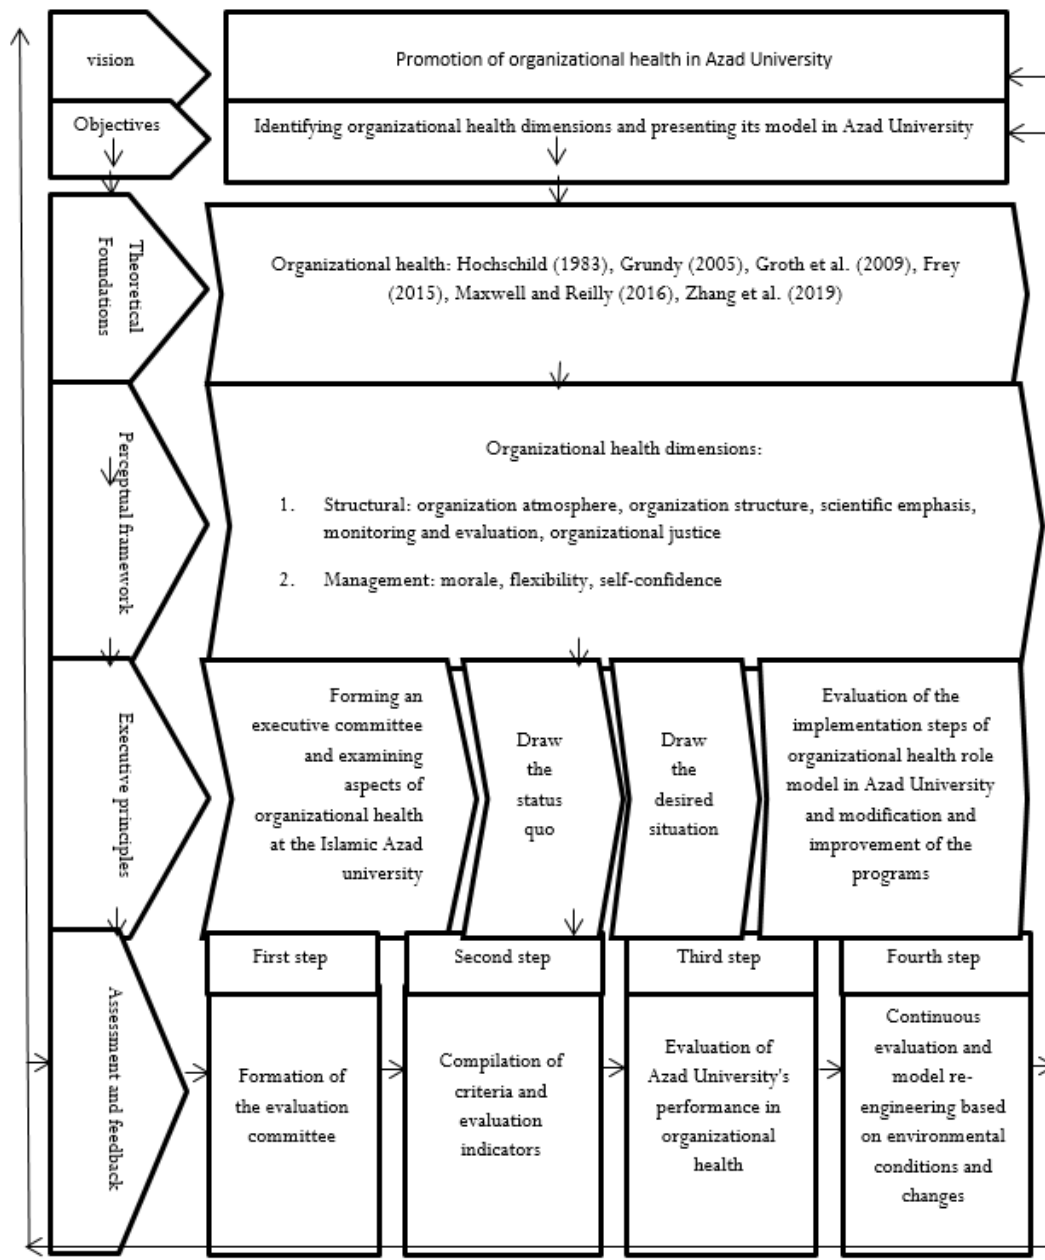 vision
Promotion of organizational health in Azad University
Objectives
Identifying organizational health dimensions and presenting its model in Azad University
Theoretical
Foundations
Organizational health: Hochschild (1983), Grundy (2005), Groth et al. (2009), Frey
(2015), Maxwell and Reilly (2016), Zhang et al. (2019)
Perceptual framework
Organizational health dimensions:
1. Structural: organization atmosphere, organization structure, scientific emphasis,
monitoring and evaluation, organizational justice
2. Management: morale, flexibility, self-confidence
Executive principles
Forming an
executive committee
and examining
aspects of
organizational health
at the Islamic Azad
university
Draw
the
status
quo
Draw
the
desired
situation
Evaluation of the
implementation steps of
organizational health role
model in Azad University
and modification and
improvement of the
programs
Assessment and feedback
First step
Formation of
the evaluation
committee
Second step
Compilation of
criteria and
evaluation
indicators
Third step
Evaluation of
Azad University's
performance in
organizational
health
Fourth step
Continuous
evaluation and
model re-
engineering based
on environmental
conditions and
changes